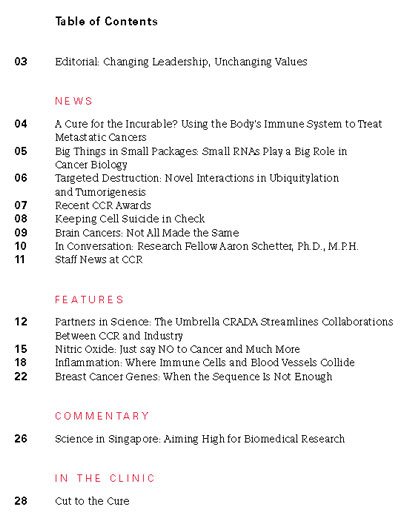 Table of Contents
03 Editorial: Changing Leadership, Unchanging Values
NEWS
04 A Cure for the Incurable? Using the Body's Immune System to Treat
Metastatic Cancers
05 Big Things in Small Packages: Small RNAs Play a Big Role in
Cancer Biology
06 Targeted Destruction: Novel Interactions in Ubiquitylation
and Tumorigenesis
07 Recent CCR Awards
08 Keeping Cell Suicide in Check
09 Brain Cancers: Not All Made the Same
10 In Conversation: Research Fellow Aaron Schetter, Ph.D., M.P.H.
11 Staff News at CCR
FEATURES
12 Partners in Science: The Umbrella CRADA Streamlines Collaborations
Between CCR and Industry
15 Nitric Oxide: Just say NO to Cancer and Much More
18 Inflammation: Where Immune Cells and Blood Vessels Collide
22 Breast Cancer Genes: When the Sequence Is Not Enough
COMMENTARY
26 Science in Singapore: Aiming High for Biomedical Research
IN THE CLINIC
28 Cut to the Cure